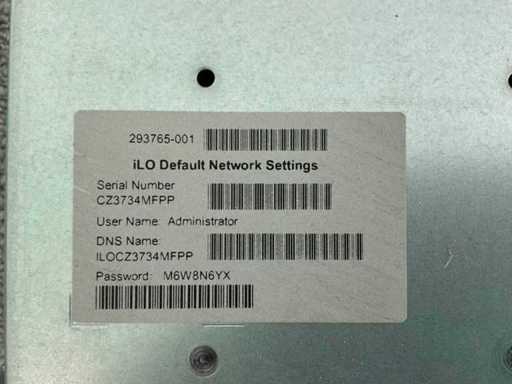 293765-001
iLO Default Network Settings
Serial Number
CZ3734MFPP
User Name: Administrator
DNS Name:
ILOCZ3734MFPP
Password: M6W8N6YX